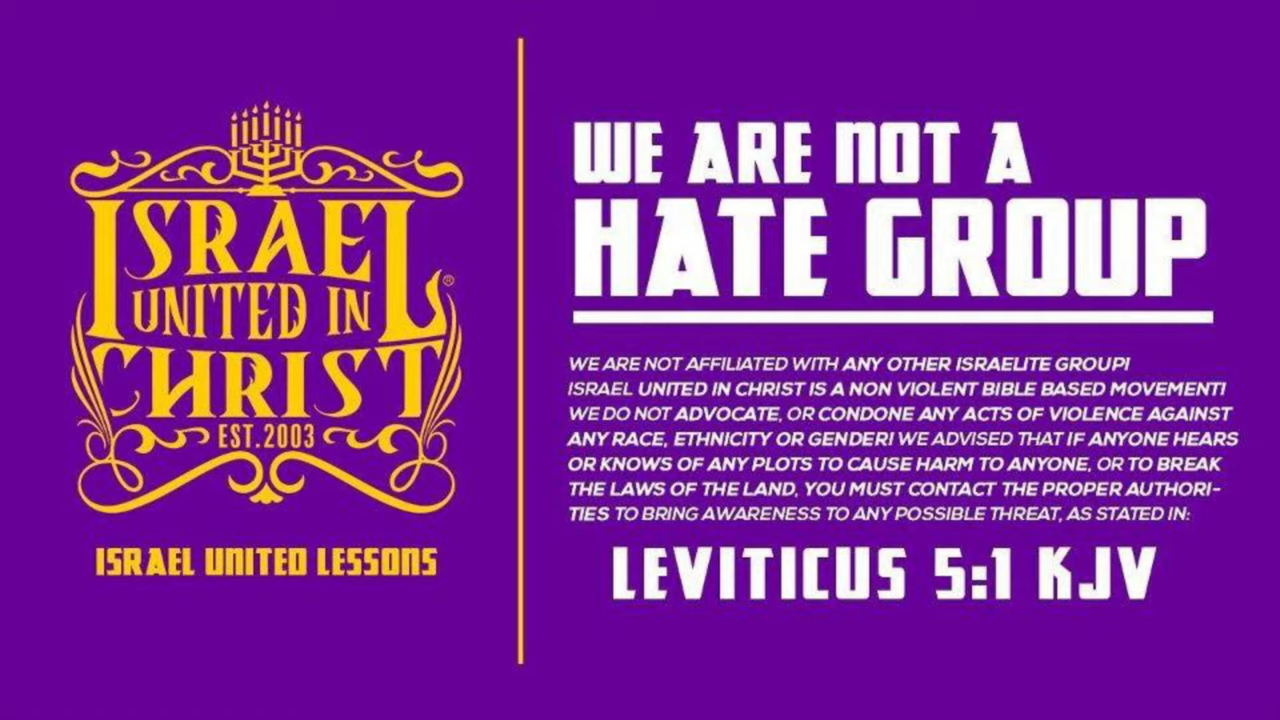 ISRAEL
UNITED IN
CHRIST
EST.2003
ISRAEL UNITED LESSONS
WE ARE NOT A
HATE GROUP
WE ARE NOT AFFILIATED WITH ANY OTHER ISRAELITE GROUP!
ISRAEL UNITED IN CHRIST IS A NON VIOLENT BIBLE BASED MOVEMENT!
WE DO NOT ADVOCATE, OR CONDONE ANY ACTS OF VIOLENCE AGAINST
ANY RACE, ETHNICITY OR GENDER! WE ADVISED THAT IF ANYONE HEARS
OR KNOWS OF ANY PLOTS TO CAUSE HARM TO ANYONE, OR TO BREAK
THE LAWS OF THE LAND, YOU MUST CONTACT THE PROPER AUTHORI-
TIES TO BRING AWARENESS TO ANY POSSIBLE THREAT, AS STATED IN:
LEVITICUS 5:1 KJV